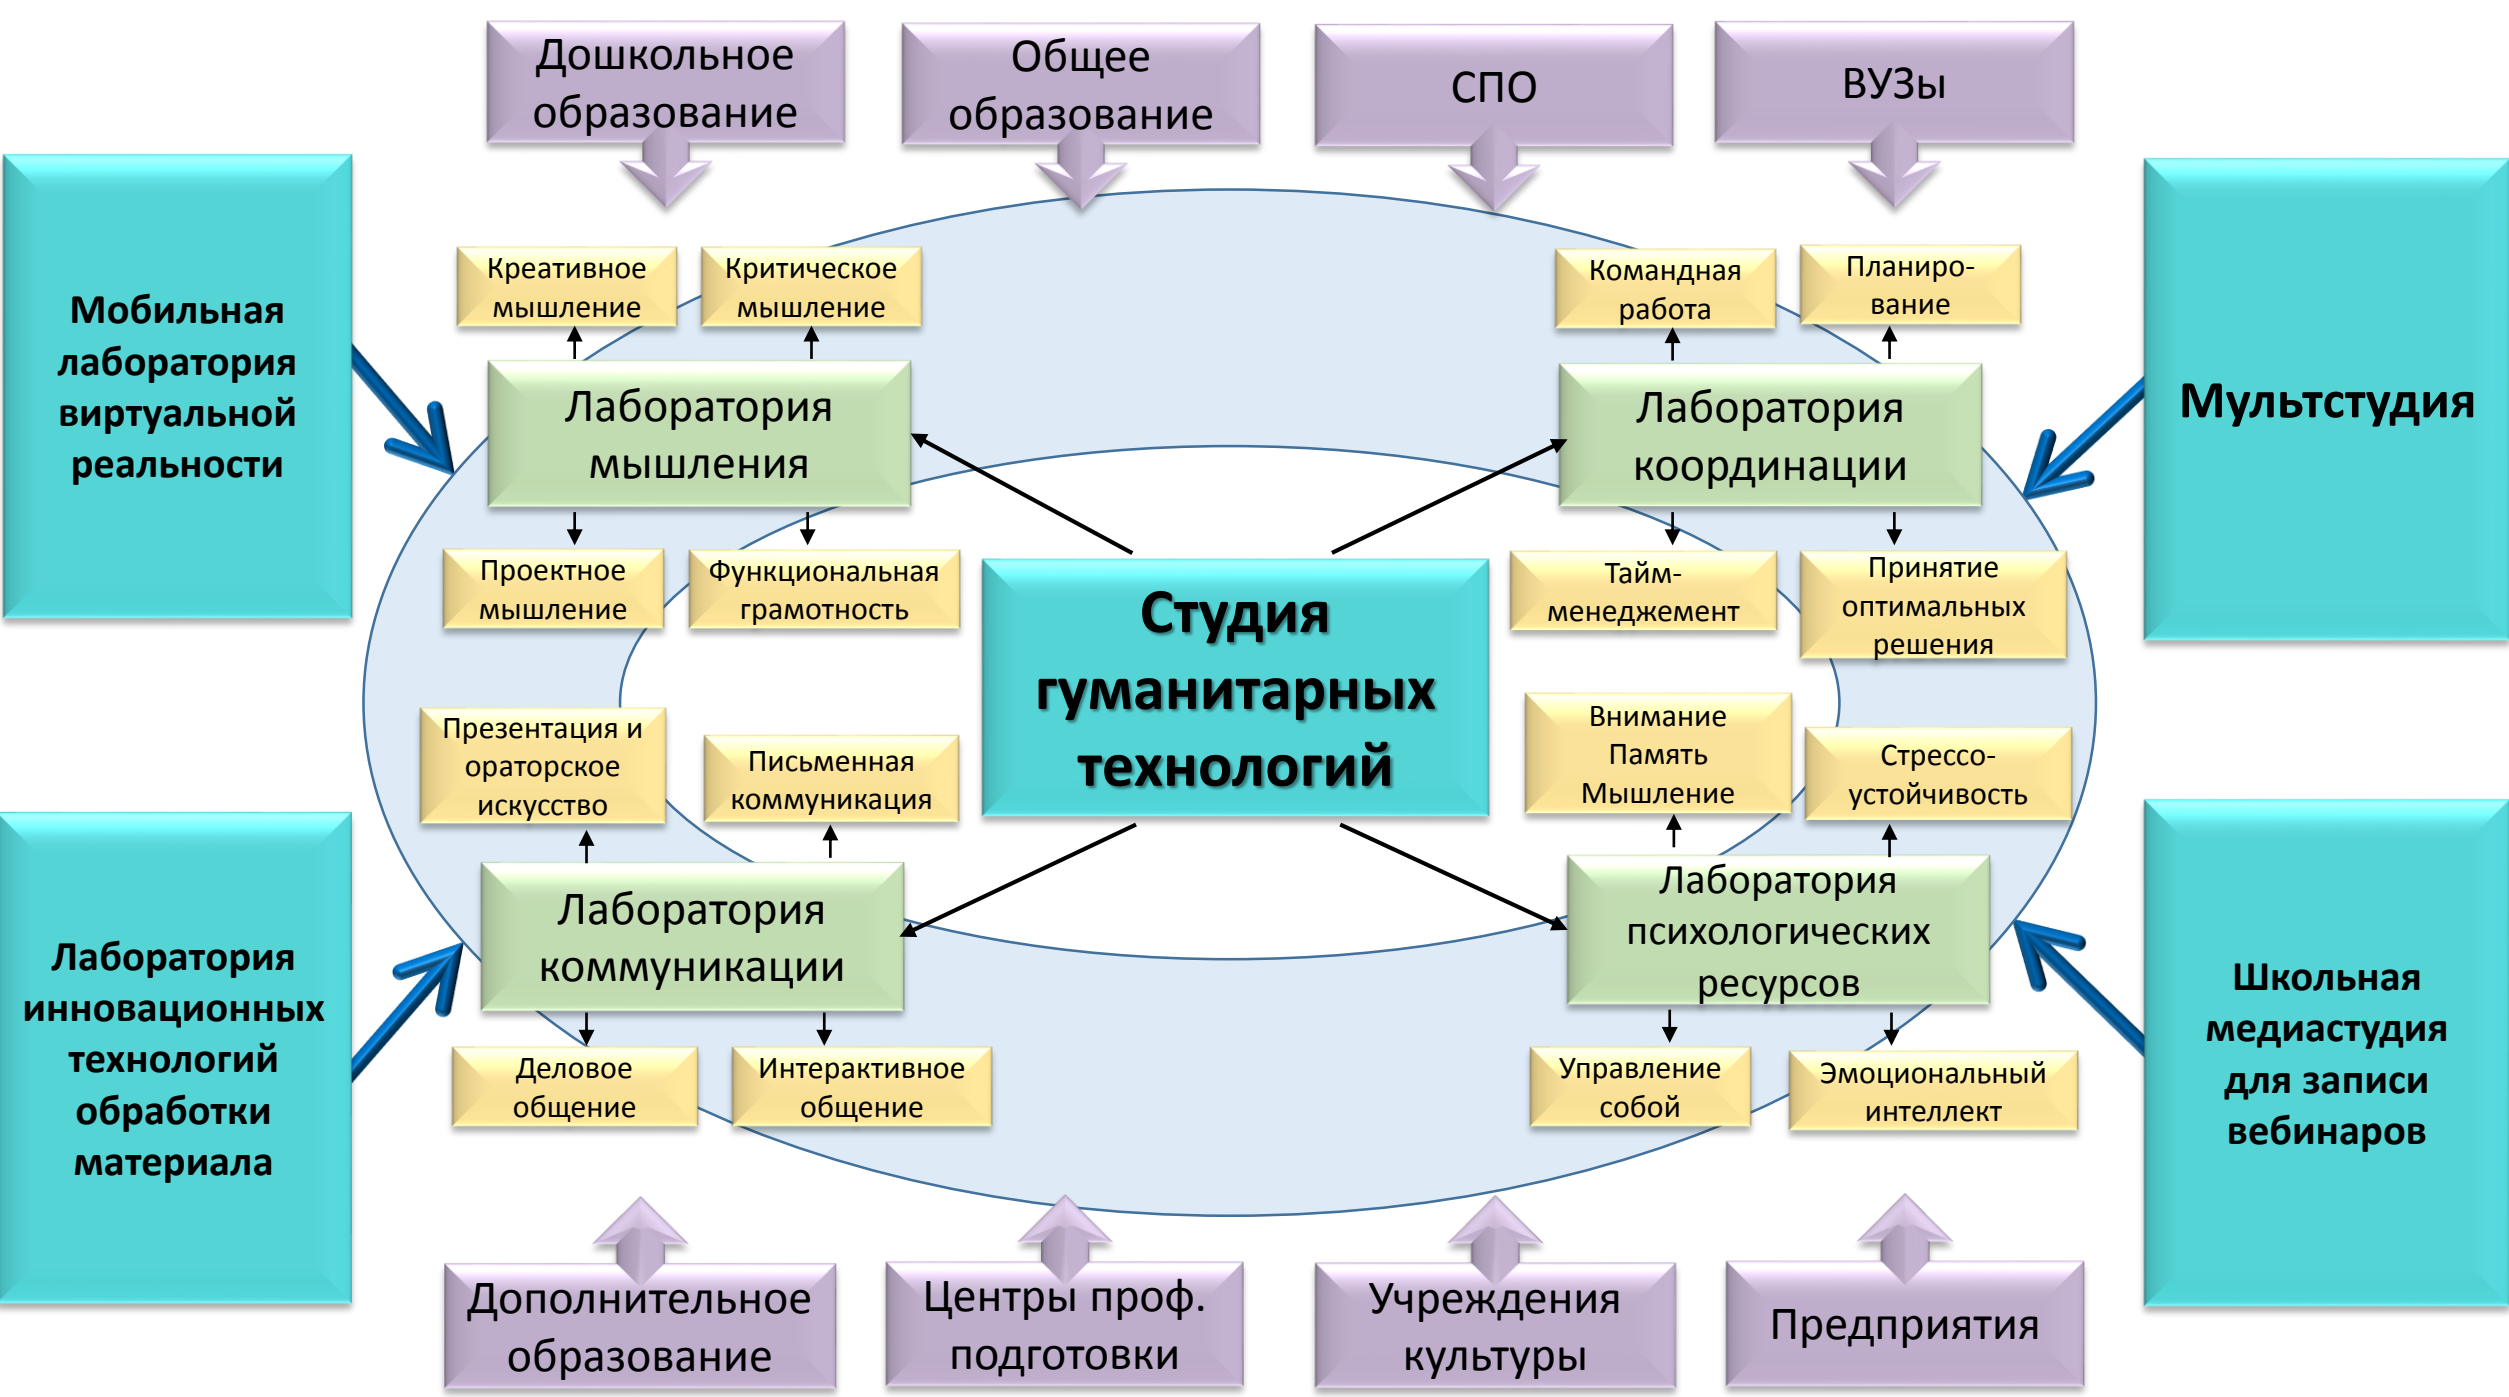 Дошкольное
образование
Общее
образование
СПО
ВУЗы
Мобильная
лаборатория
виртуальной
реальности
Мультстудия
Креативное
мышление
Критическое
мышление
Командная
работа
Планиро-
вание
Лаборатория
мышления
Лаборатория
координации
Проектное
мышление
Функциональная
грамотность
Тайм-
менеджемент
Принятие
оптимальных
решения
Студия
гуманитарных
технологий
Презентация и
ораторское
искусство
Письменная
коммуникация
Внимание
Память
Мышление
Стрессо-
устойчивость
Лаборатория
коммуникации
Лаборатория
психологических
ресурсов
Лаборатория
инновационных
технологий
обработки
материала
Школьная
медиастудия
для записи
вебинаров
Деловое
общение
Интерактивное
общение
Управление
собой
Эмоциональный
интеллект
Дополнительное
образование
Центры проф.
подготовки
Учреждения
культуры
Предприятия